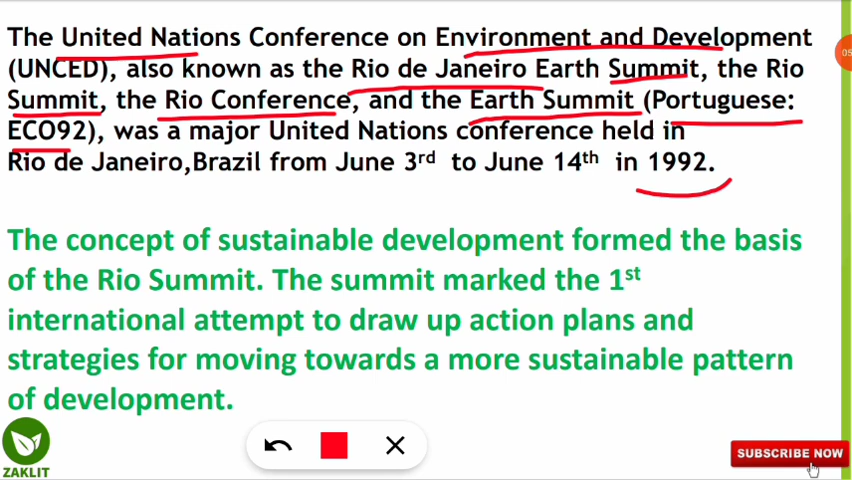 The United Nations Conference on Environment and Development
(UNCED), also known as the Rio de Janeiro Earth Summit, the Rio
Summit, the Rio Conference, and the Earth Summit (Portuguese:
ECO92), was a major United Nations conference held in
Rio de Janeiro,Brazil from June 3rd to June 14th in 1992.
The concept of sustainable development formed the basis
of the Rio Summit. The summit marked the 1st
international attempt to draw up action plans and
strategies for moving towards a more sustainable pattern
of development.
ZAKLIT
SUBSCRIBE NOW
05